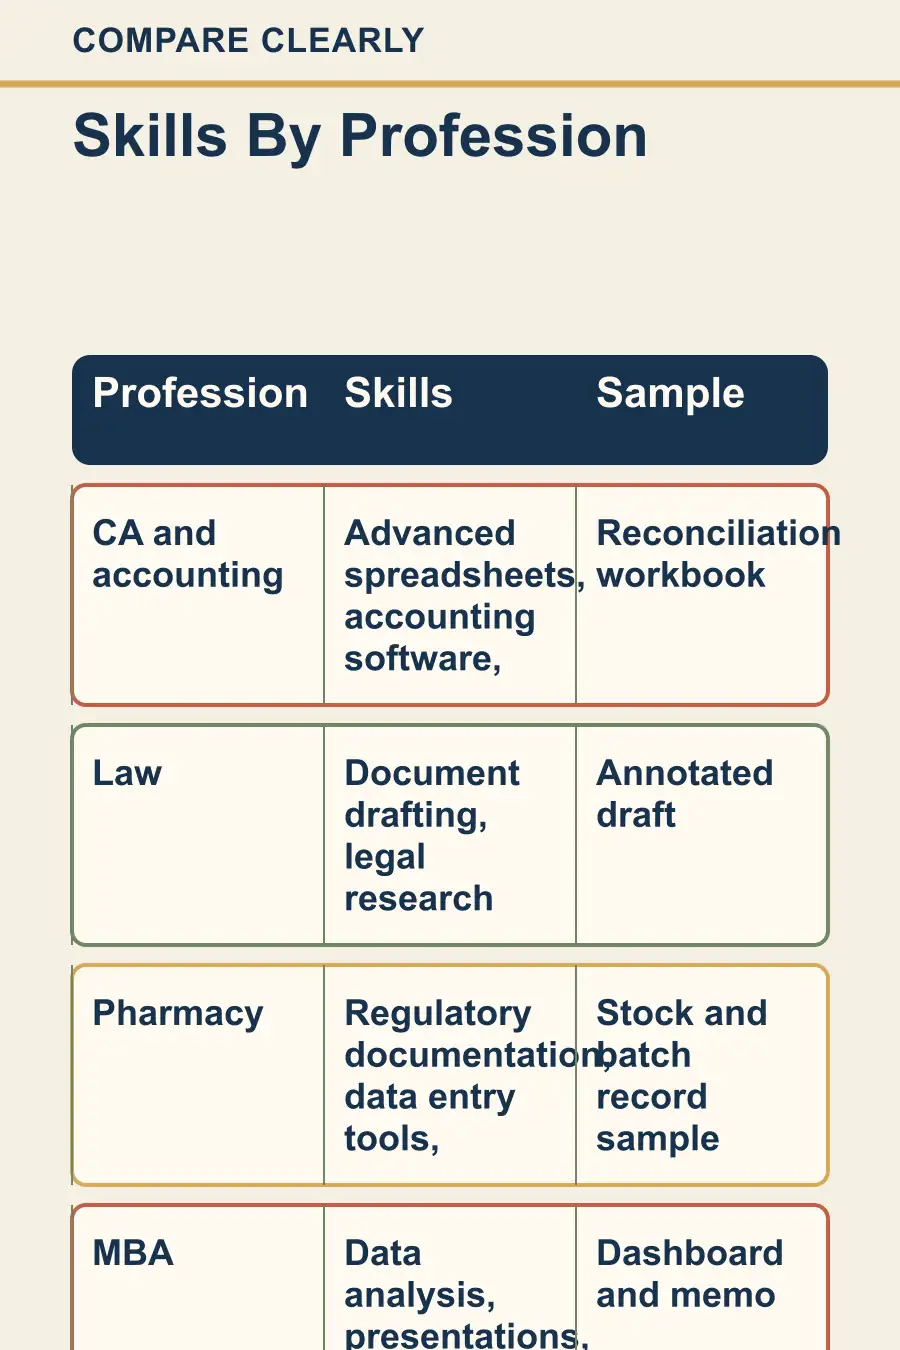 COMPARE CLEARLY
Skills By Profession
Profession Skills Sample
CA and
accounting
Advanced
spreadsheets,
accounting
software,
Reconciliation
workbook
Law
Document
drafting,
legal
research
Annotated
draft
Pharmacy
Regulatory
documentation,
data entry
tools,
Stock and
batch
record
sample
MBA
Data
analysis,
presentations,
Dashboard
and memo